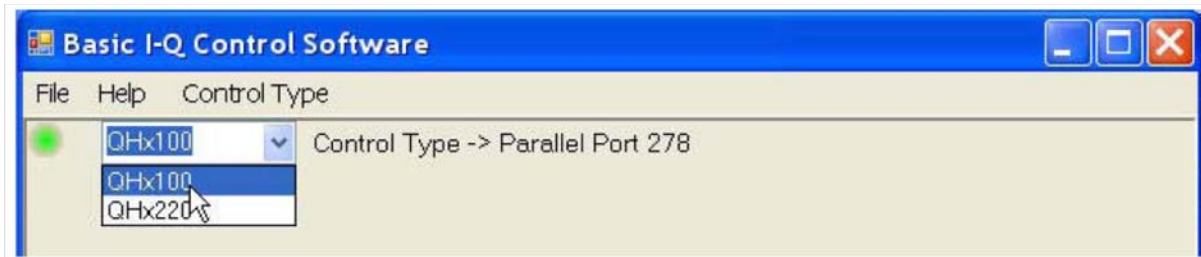 Basic I-Q Control Software
File Help Control Type
QHx100 Control Type -> Parallel Port 278
QHx100
QHx220